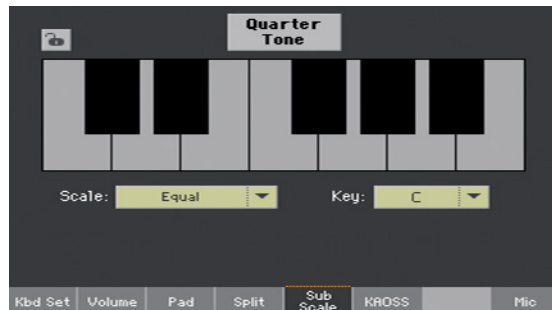 Quarter
Tone
Scale: Equal Key: C
Kbd Set Volume Pad Split Sub Scale KAOSS Mic